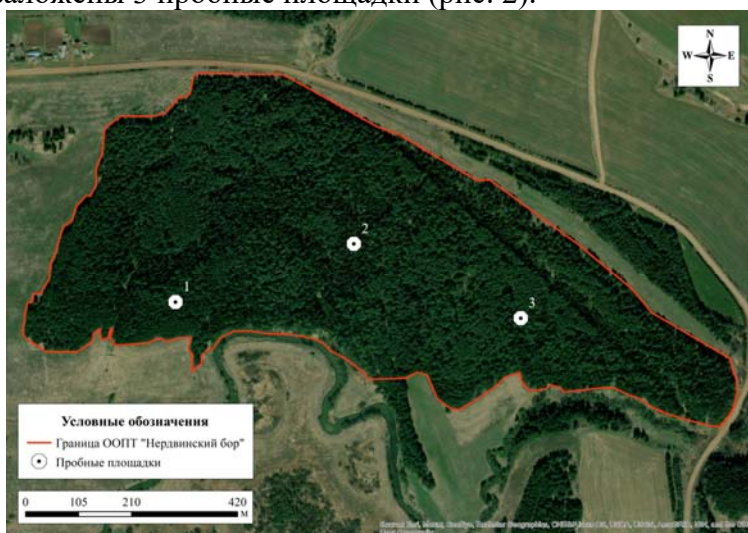 заложены 3 пробные площадки (рис. 2).
N
W E
S
2
1
3
Условные обозначения
Граница ООПТ "Нердвинский бор"
Пробные площадки
0 105 210 420
М